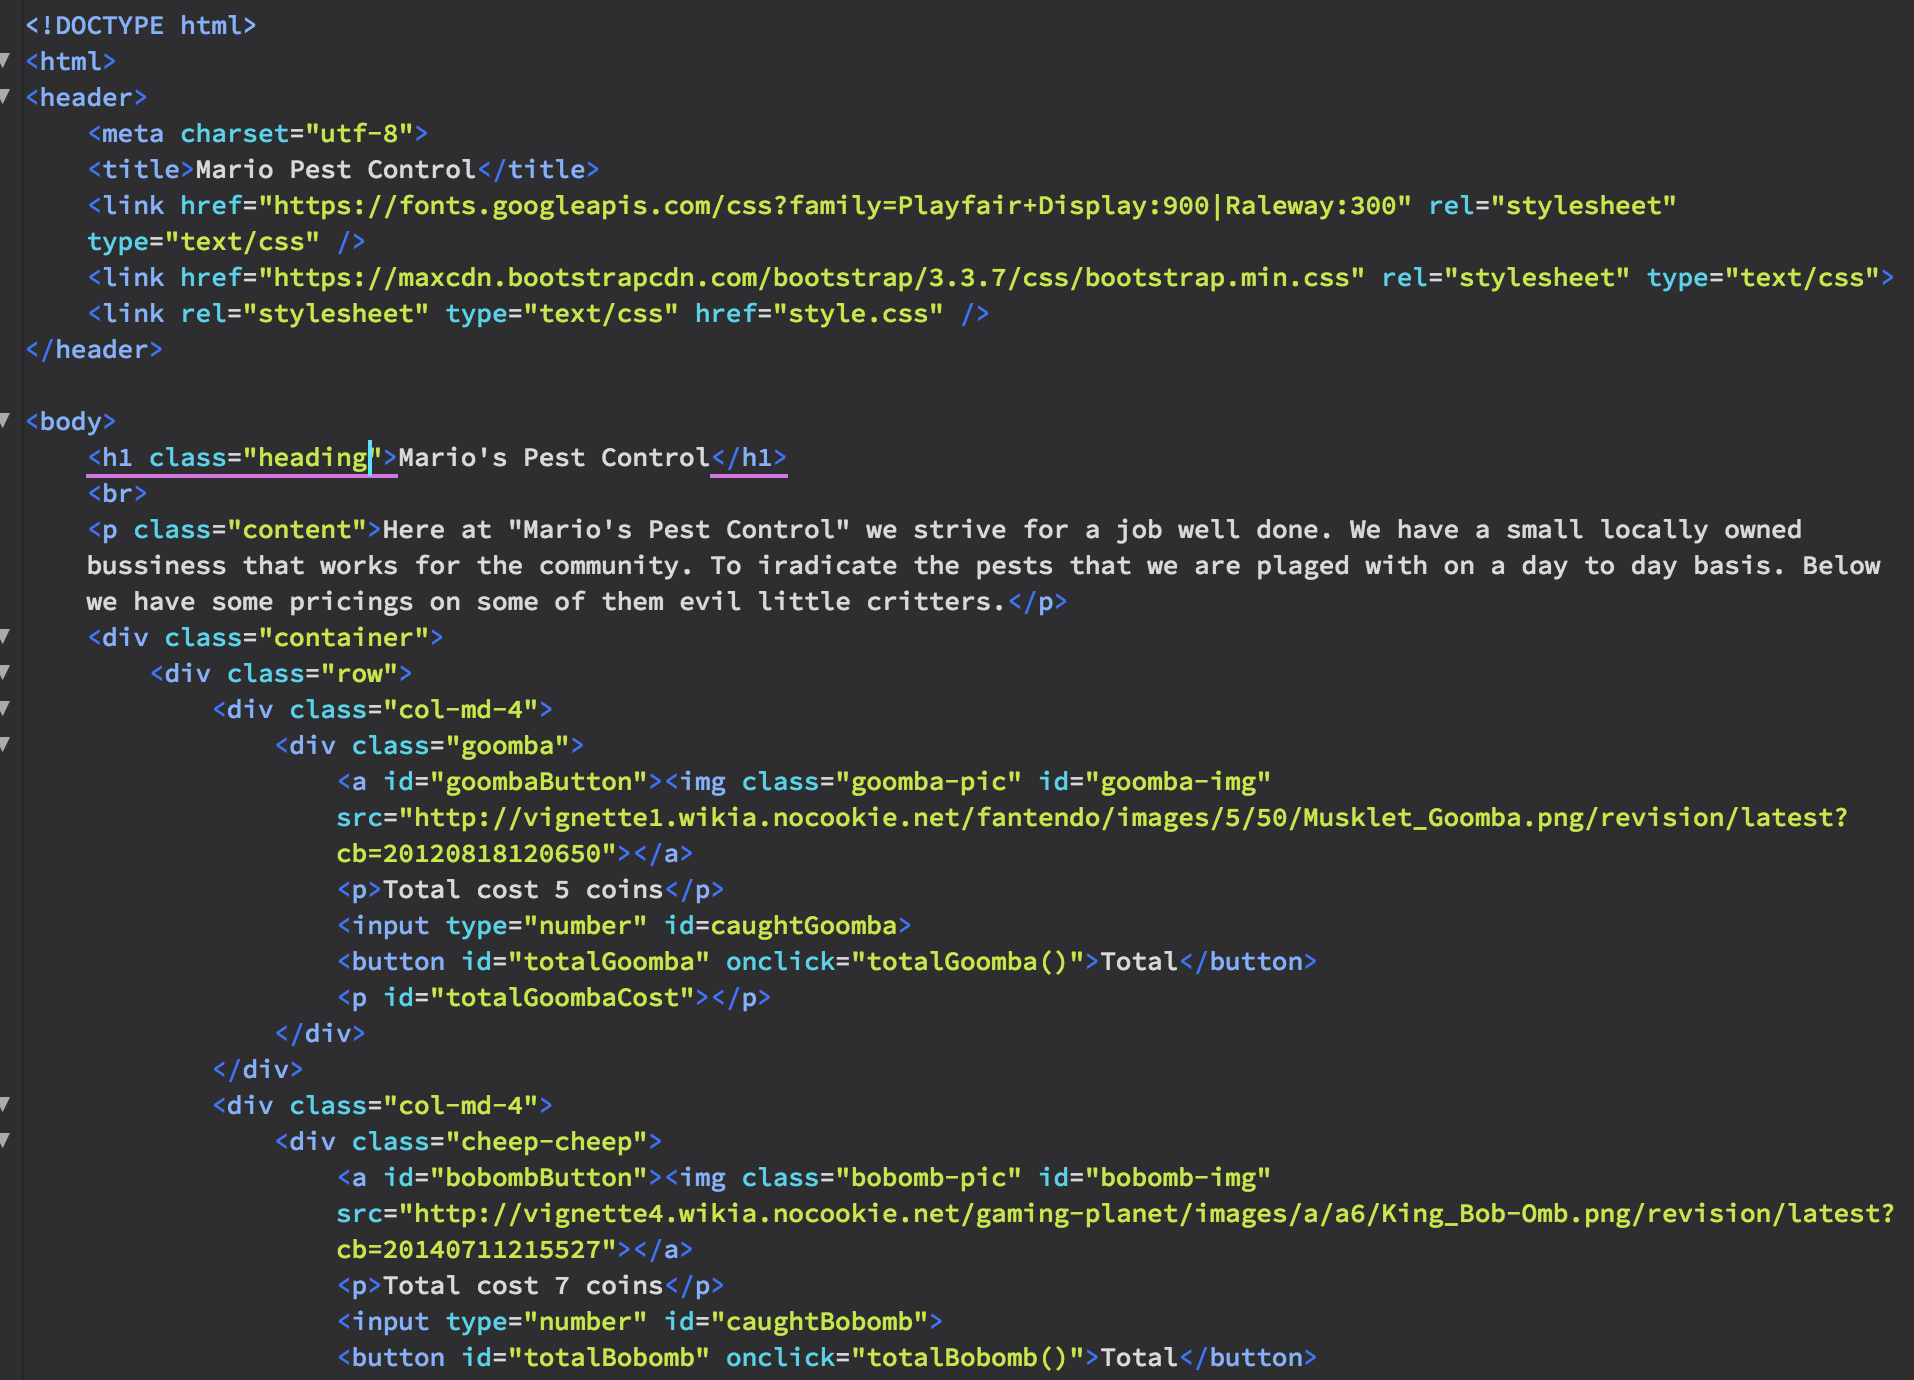 <!DOCTYPE html>
<html>
<header>
    <meta charset="utf-8">
    <title>Mario Pest Control</title>
    <link href="https://fonts.googleapis.com/css?family=Playfair+Display:900|Raleway:300" rel="stylesheet"
    type="text/css" />
    <link href="https://maxcdn.bootstrapcdn.com/bootstrap/3.3.7/css/bootstrap.min.css" rel="stylesheet" type="text/css">
    <link rel="stylesheet" type="text/css" href="style.css" />
</header>

<body>
    <h1 class="heading">Mario's Pest Control</h1>
    <br>
    <p class="content">Here at "Mario's Pest Control" we strive for a job well done. We have a small locally owned
    bussiness that works for the community. To iradicate the pests that we are plaged with on a day to day basis. Below
    we have some pricings on some of them evil little critters.</p>
    <div class="container">
        <div class="row">
            <div class="col-md-4">
                <div class="goomba">
                    <a id="goombaButton"><img class="goomba-pic" id="goomba-img"
                    src="http://vignette1.wikia.nocookie.net/fantendo/images/5/50/Musklet_Goomba.png/revision/latest?
                    cb=20120818120650"></a>
                    <p>Total cost 5 coins</p>
                    <input type="number" id=caughtGoomba>
                    <button id="totalGoomba" onclick="totalGoomba()">Total</button>
                    <p id="totalGoombaCost"></p>
                </div>
            </div>
            <div class="col-md-4">
                <div class="cheep-cheep">
                    <a id="bobombButton"><img class="bobomb-pic" id="bobomb-img"
                    src="http://vignette4.wikia.nocookie.net/gaming-planet/images/a/a6/King_Bob-Omb.png/revision/latest?
                    cb=20140711215527"></a>
                    <p>Total cost 7 coins</p>
                    <input type="number" id="caughtBobomb">
                    <button id="totalBobomb" onclick="totalBobomb()">Total</button>